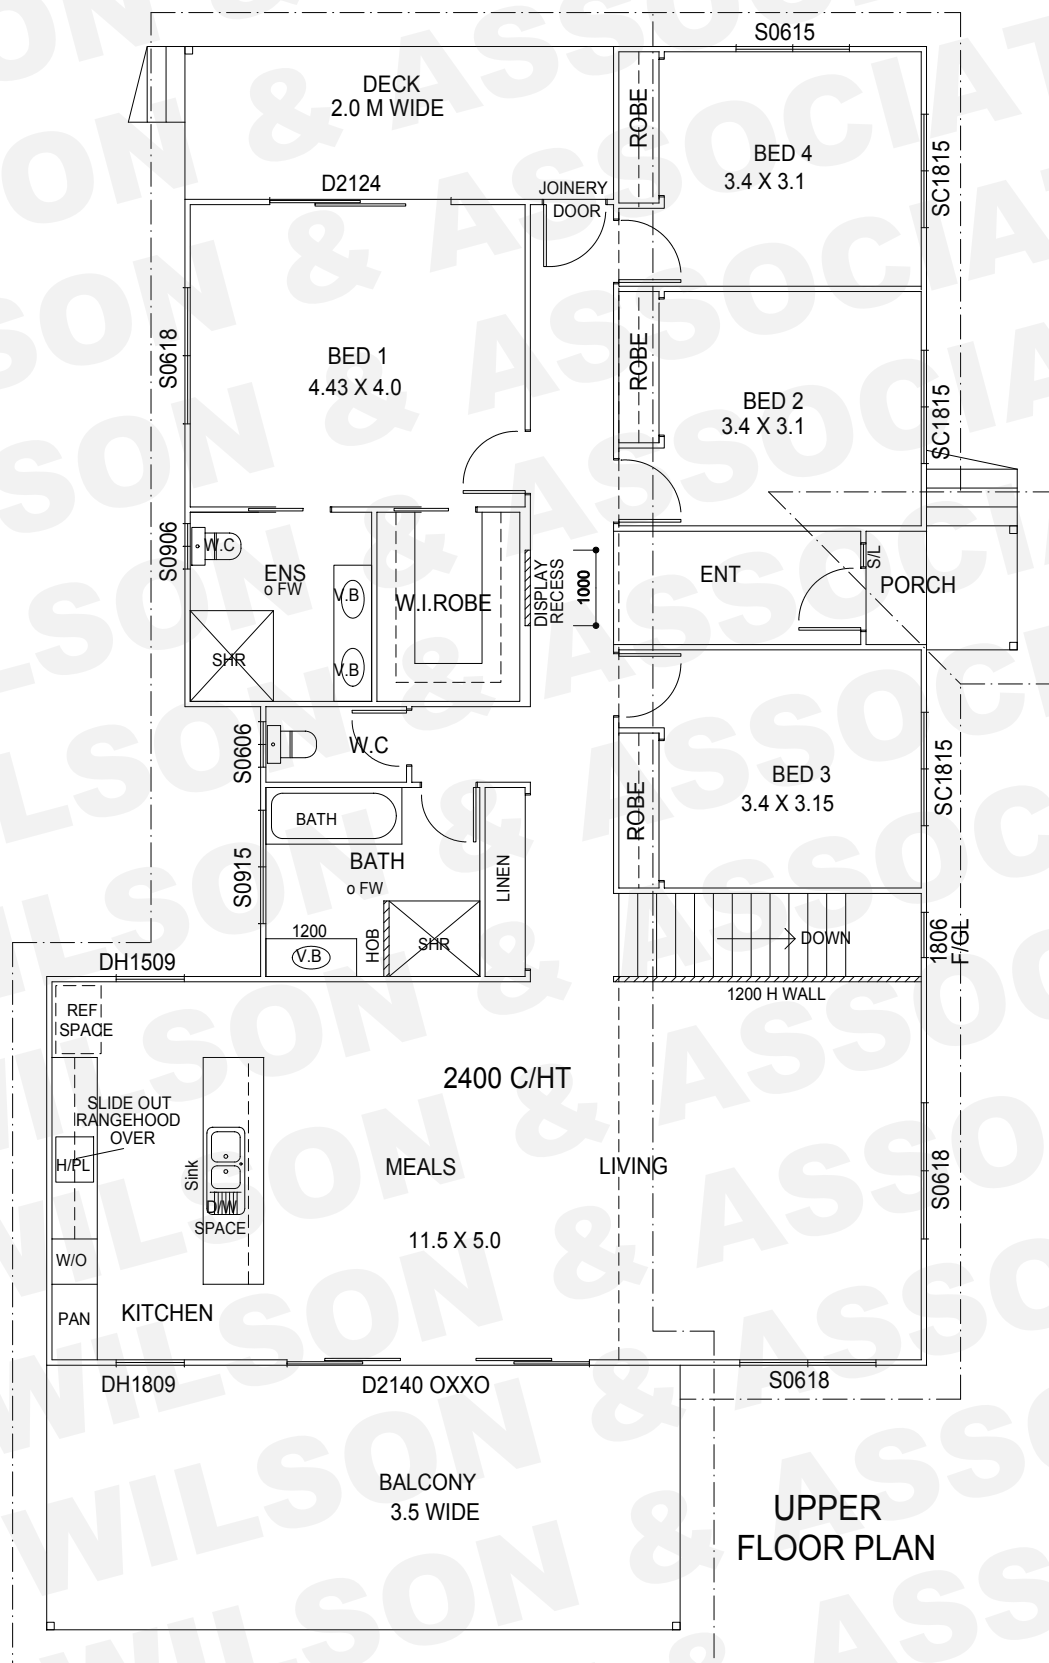 S0615
DECK
2.0 M WIDE
ROBE
BED 4
3.4 X 3.1
SC1815
D2124
JOINERY
DOOR
S0618
BED 1
4.43 X 4.0
ROBE
BED 2
3.4 X 3.1
SC1815
S0906
W.C
ENS
o FW
V.B
W.I.ROBE
DISPLAY
RECESS
1000
ENT
S/L
PORCH
SHR
V.B
S0606
W.C
BED 3
3.4 X 3.15
SC1815
ROBE
BATH
S0915
BATH
o FW
LINEN
1200
V.B
HOB
SHR
DOWN
1806
F/GL
DH1509
1200 H WALL
REF
SPACE
2400 C/HT
SLIDE OUT
RANGEHOOD
OVER
H/PL
Sink
MEALS
LIVING
S0618
D/W
SPACE
11.5 X 5.0
W/O
PAN
KITCHEN
DH1809
D2140 OXXO
S0618
BALCONY
3.5 WIDE
UPPER
FLOOR PLAN
WILSON & ASSOCIATES